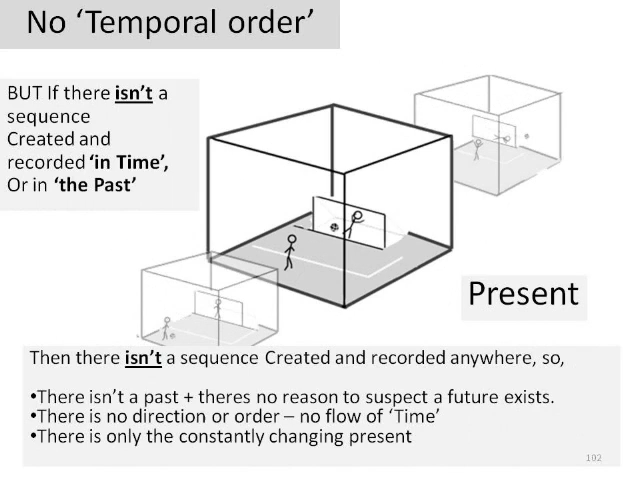 No ‘Temporal order’
BUT If there isn’t a
sequence
Created and
recorded ‘in Time’,
Or in ‘the Past’
Present
Then there isn’t a sequence Created and recorded anywhere, so,
•There isn’t a past + theres no reason to suspect a future exists.
•There is no direction or order – no flow of ‘Time’
•There is only the constantly changing present
102